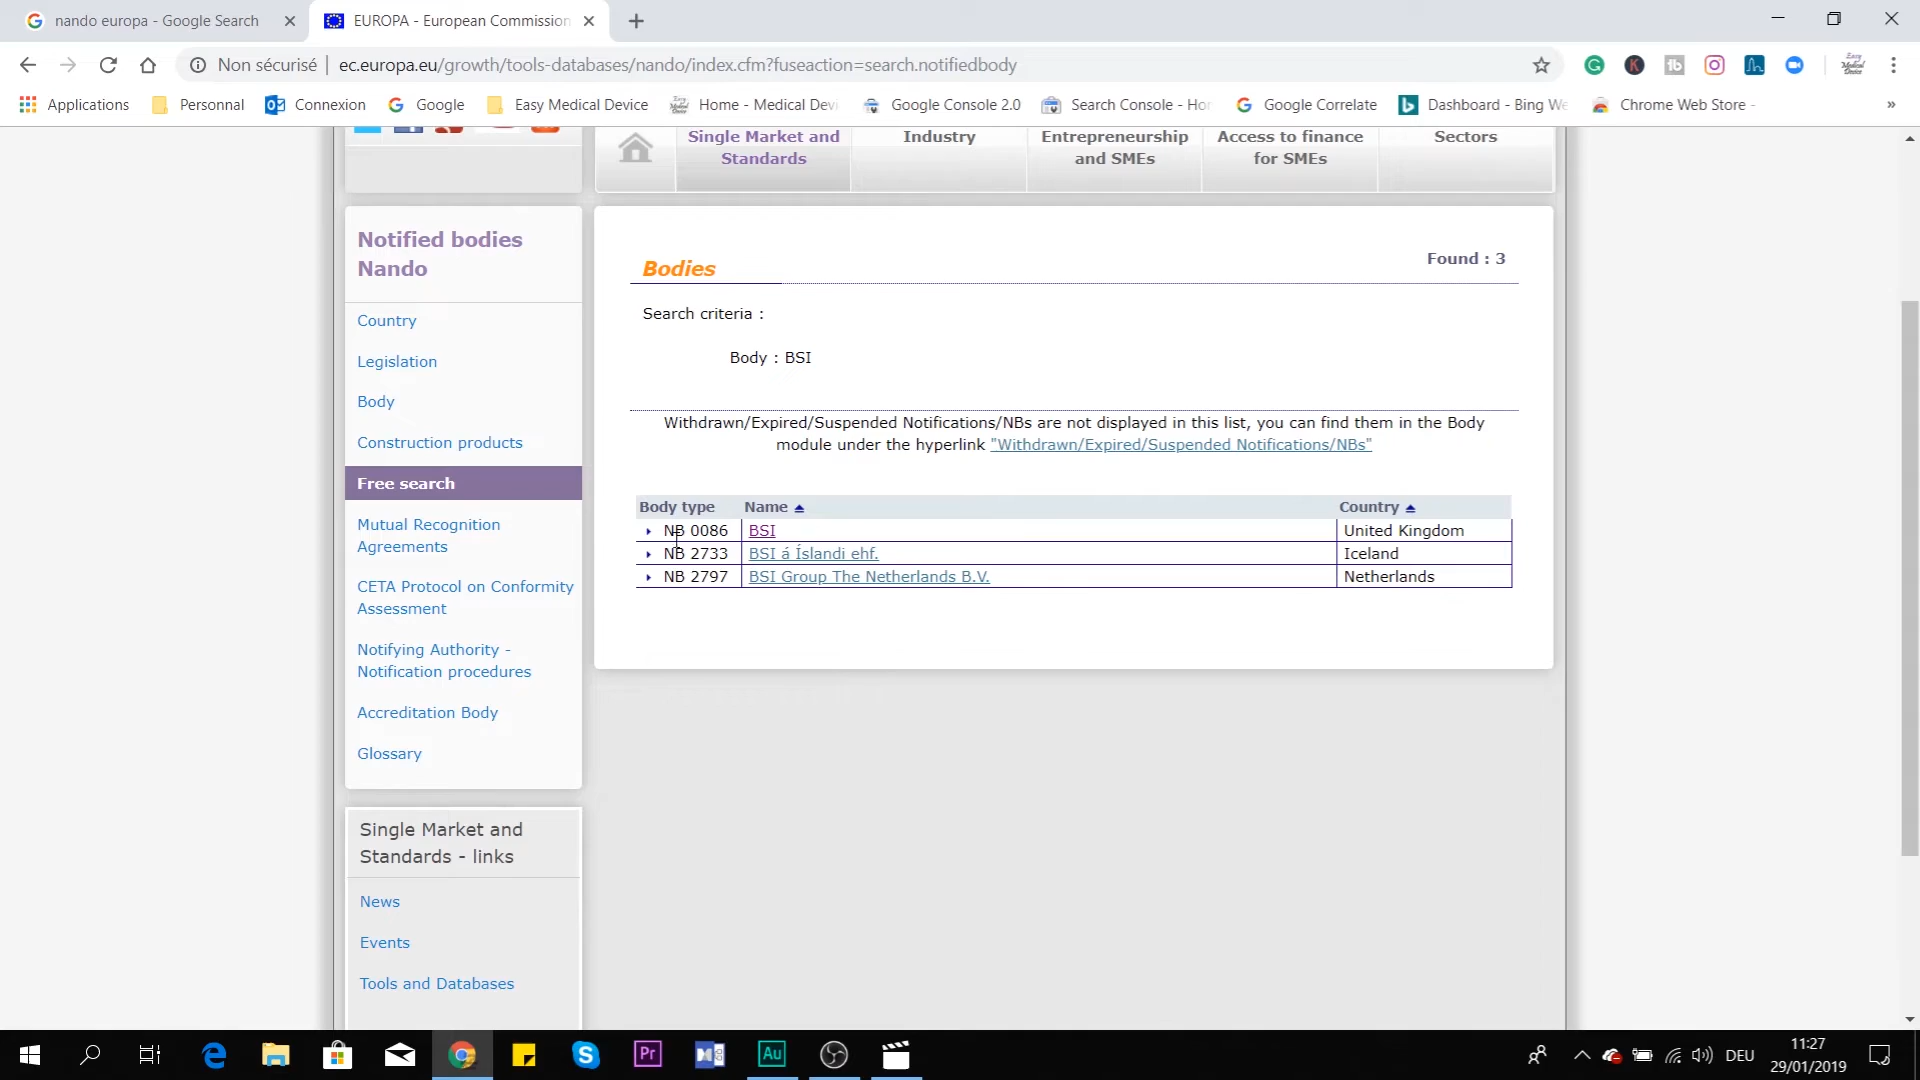 nando europa - Google Search
EUROPA - European Commission
Non sécurisé
ec.europa.eu/growth/tools-databases/nando/index.cfm?fuseaction=search.notifiedbody
Applications
Personnal
Connexion
Google
Easy Medical Device
Home - Medical Devi
Google Console 2.0
Search Console - Hor
Google Correlate
Dashboard - Bing We
Chrome Web Store -
»
Single Market and
Standards
Industry
Entrepreneurship
and SMEs
Access to finance
for SMEs
Sectors
Notified bodies
Nando
Country
Legislation
Body
Construction products
Free search
Mutual Recognition
Agreements
CETA Protocol on Conformity
Assessment
Notifying Authority -
Notification procedures
Accreditation Body
Glossary
Single Market and
Standards - links
News
Events
Tools and Databases
Found : 3
Bodies
Search criteria :
Body : BSI
Withdrawn/Expired/Suspended Notifications/NBs are not displayed in this list, you can find them in the Body
module under the hyperlink "Withdrawn/Expired/Suspended Notifications/NBs"
Body type Name Country
NB 0086 BSI United Kingdom
NB 2733 BSI á Íslandi ehf. Iceland
NB 2797 BSI Group The Netherlands B.V. Netherlands
Pr
Au
DEU
11:27
29/01/2019